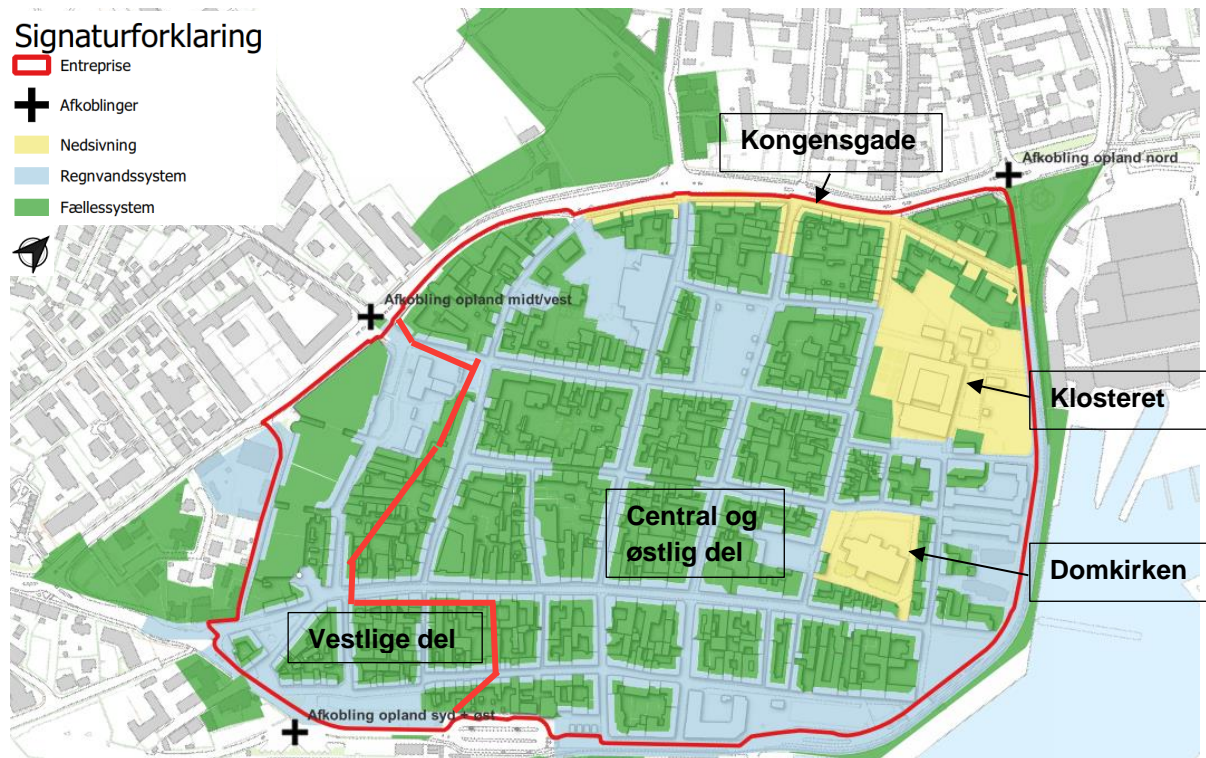 Signaturforklaring
Entreprise
Afkoblinger
Nedsivning
Regnvandssystem
Fællessystem
Kongensgade
Afkobling opland nord
Afkobling opland midt/vest
Klosteret
Central og
østlig del
Domkirken
Vestlige del
Afkobling opland syd + øst